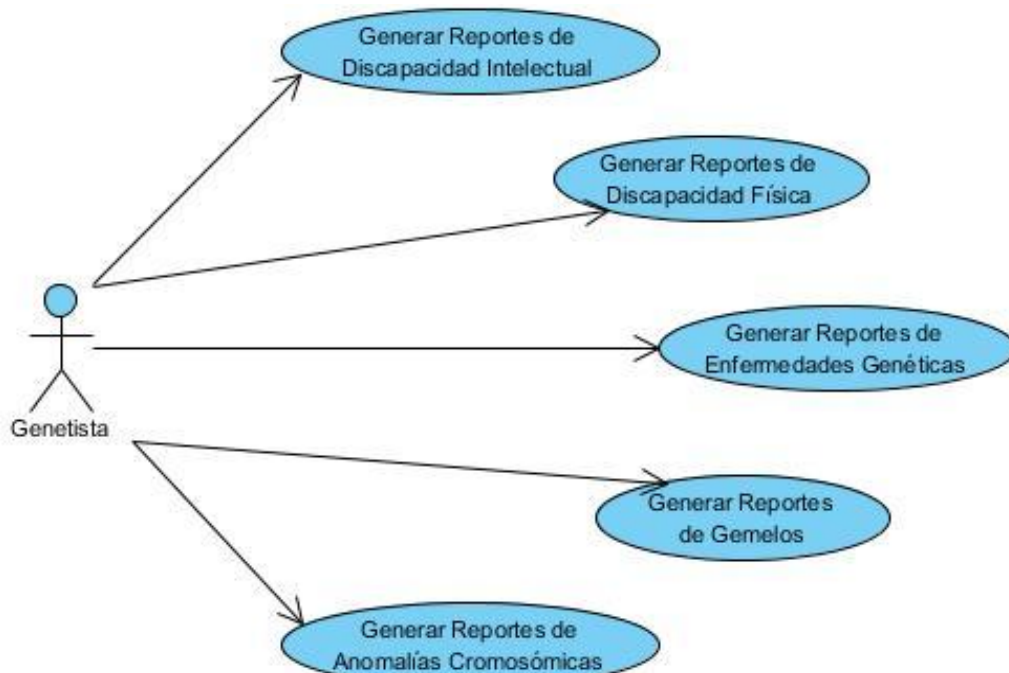 Generar Reportes de
Discapacidad Intelectual
Generar Reportes de
Discapacidad Física
Generar Reportes de
Enfermedades Genéticas
Genetista
Generar Reportes
de Gemelos
Generar Reportes de
Anomalías Cromosómicas